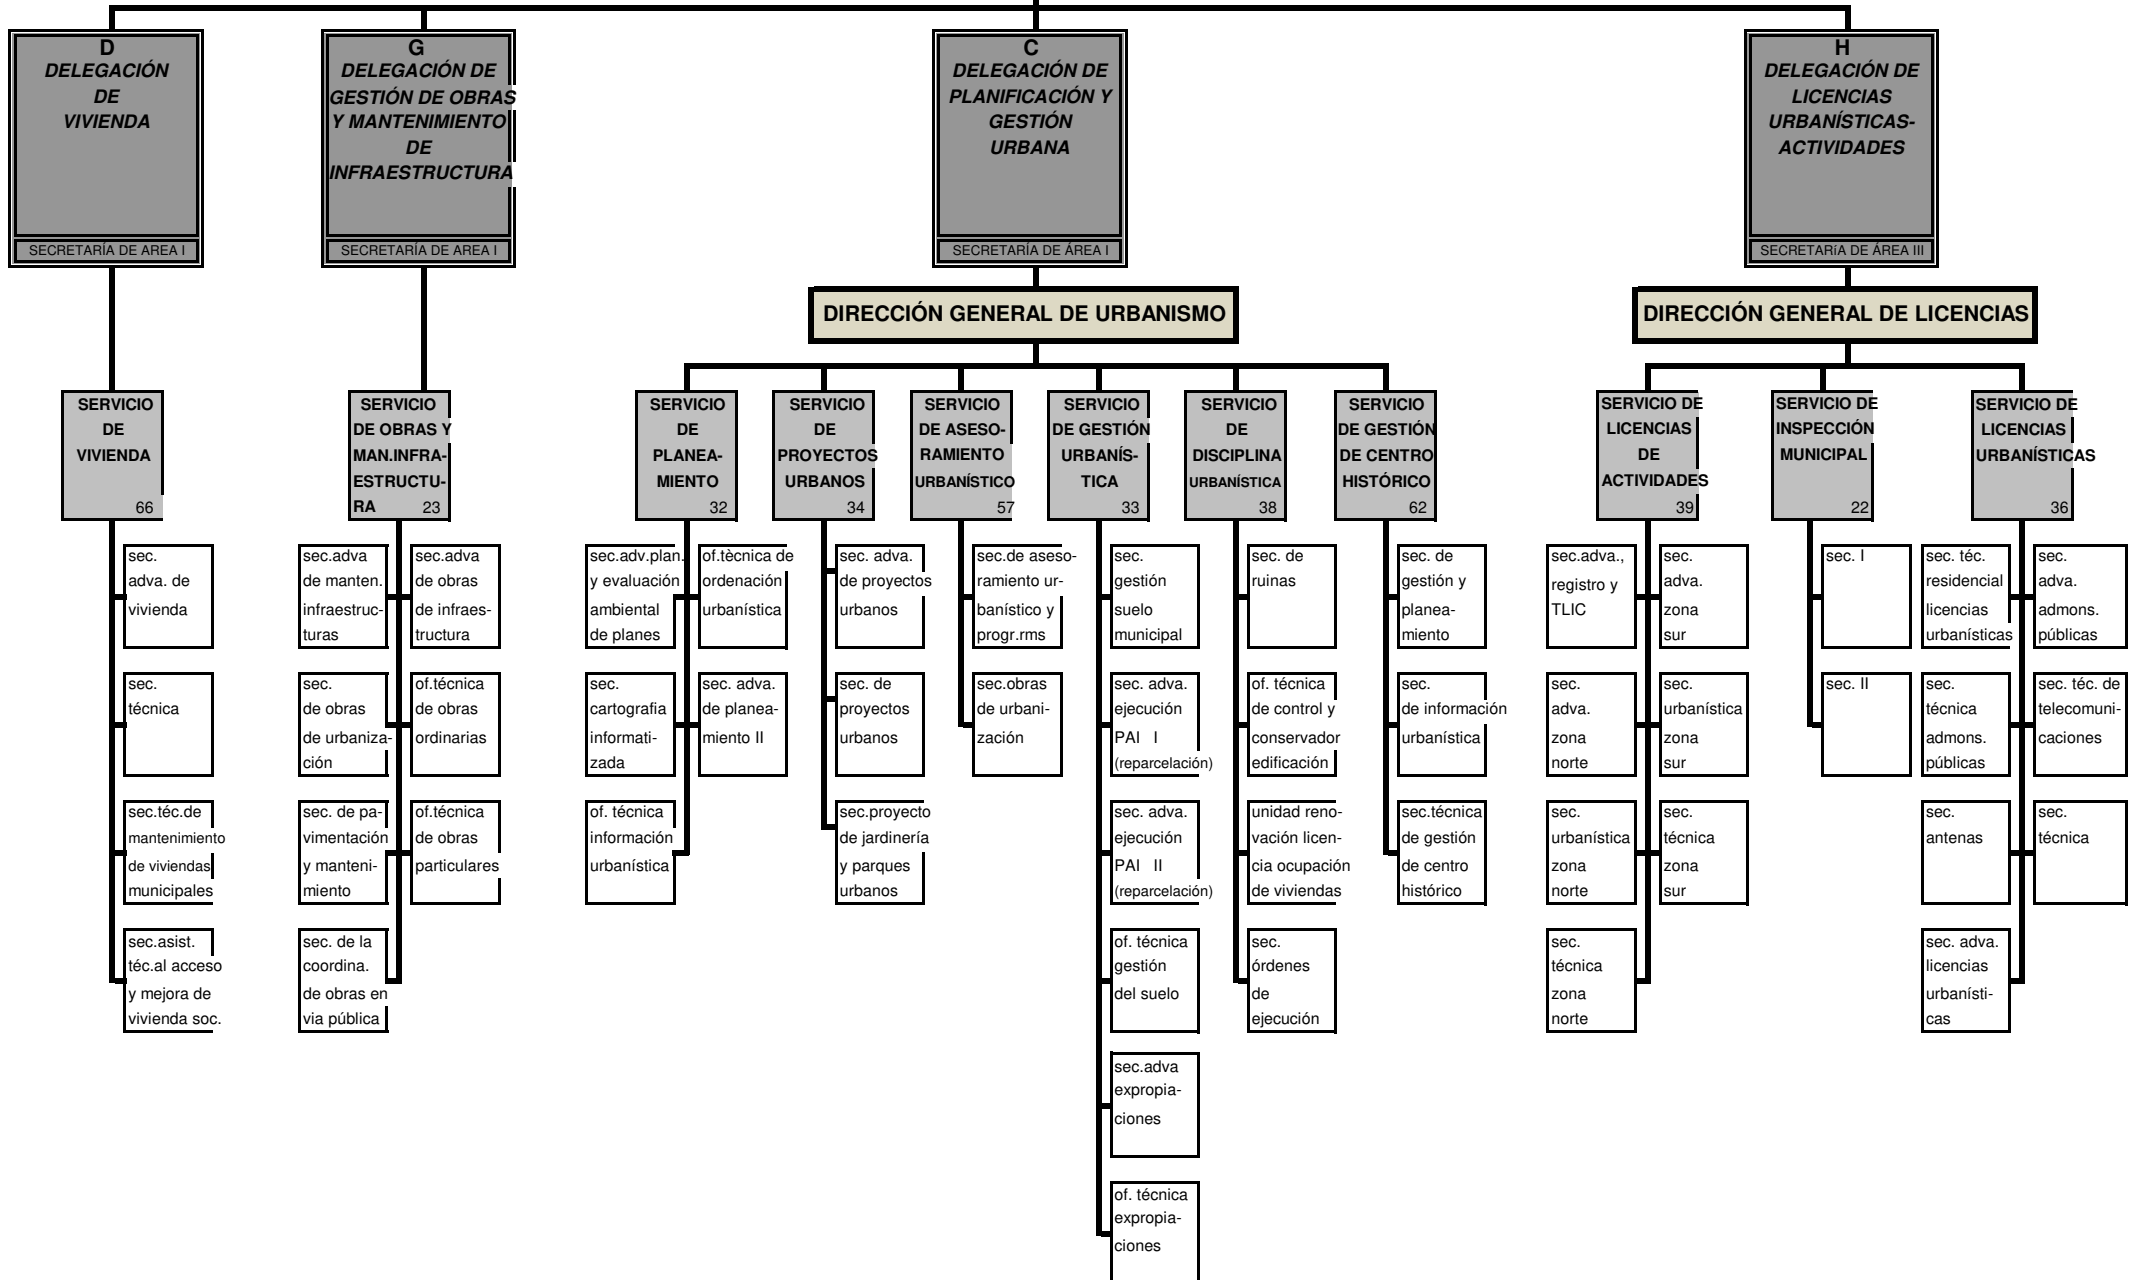 D
DELEGACIÓN
DE
VIVIENDA
SECRETARÍA DE AREA I
G
DELEGACIÓN DE
GESTIÓN DE OBRAS
Y MANTENIMIENTO
DE
INFRAESTRUCTURA
SECRETARÍA DE AREA I
C
DELEGACIÓN DE
PLANIFICACIÓN Y
GESTIÓN
URBANA
SECRETARÍA DE ÁREA I
H
DELEGACIÓN DE
LICENCIAS
URBANÍSTICAS-
ACTIVIDADES
SECRETARíA DE ÁREA III
DIRECCIÓN GENERAL DE URBANISMO
DIRECCIÓN GENERAL DE LICENCIAS
SERVICIO
DE
VIVIENDA
66
sec.
adva. de
vivienda
sec.
técnica
sec.téc.de
mantenimiento
de viviendas
municipales
sec.asist.
téc.al acceso
y mejora de
vivienda soc.
SERVICIO
DE OBRAS Y
MAN.INFRA-
ESTRUCTU-
RA 23
sec.adva
de manten.
infraestruc-
turas
sec.adva
de obras
de infraes-
tructura
sec.
de obras
de urbaniza-
ción
of.técnica
de obras
ordinarias
sec. de pa-
vimentación
y manteni-
miento
of.técnica
de obras
particulares
sec. de la
coordina.
de obras en
via pública
SERVICIO
DE
PLANEA-
MIENTO
32
sec.adv.plan.
y evaluación
ambiental
de planes
of.tècnica de
ordenación
urbanística
sec.
cartografia
informati-
zada
sec. adva.
de planea-
miento II
of. técnica
información
urbanística
SERVICIO
DE
PROYECTOS
URBANOS
34
sec. adva.
de proyectos
urbanos
sec. de
proyectos
urbanos
sec.proyecto
de jardinería
y parques
urbanos
SERVICIO
DE ASESO-
RAMIENTO
URBANÍSTICO
57
sec.de aseso-
ramiento ur-
banístico y
progr.rms
sec.obras
de urbani-
zación
SERVICIO
DE GESTIÓN
URBANÍS-
TICA
33
sec.
gestión
suelo
municipal
sec. adva.
ejecución
PAI I
(reparcelación)
sec. adva.
ejecución
PAI II
(reparcelación)
of. técnica
gestión
del suelo
sec.adva
expropia-
ciones
of. técnica
expropia-
ciones
SERVICIO
DE
DISCIPLINA
URBANÍSTICA
38
sec. de
ruinas
of. técnica
de control y
conservador
edificación
unidad reno-
vación licen-
cia ocupación
de viviendas
sec.
órdenes
de
ejecución
SERVICIO
DE GESTIÓN
DE CENTRO
HISTÓRICO
62
sec. de
gestión y
planea-
miento
sec.
de información
urbanística
sec.técnica
de gestión
de centro
histórico
SERVICIO DE
LICENCIAS
DE
ACTIVIDADES
39
sec.adva.,
registro y
TLIC
sec.
adva.
zona
sur
sec.
adva.
zona
norte
sec.
urbanística
zona
sur
sec.
urbanística
zona
norte
sec.
técnica
zona
sur
sec.
técnica
zona
norte
SERVICIO DE
INSPECCIÓN
MUNICIPAL
22
sec. I
sec. II
SERVICIO DE
LICENCIAS
URBANÍSTICAS
36
sec. téc.
residencial
licencias
urbanísticas
sec.
adva.
admons.
públicas
sec.
técnica
admons.
públicas
sec. téc. de
telecomuni-
caciones
sec.
antenas
sec.
técnica
sec. adva.
licencias
urbanísti-
cas